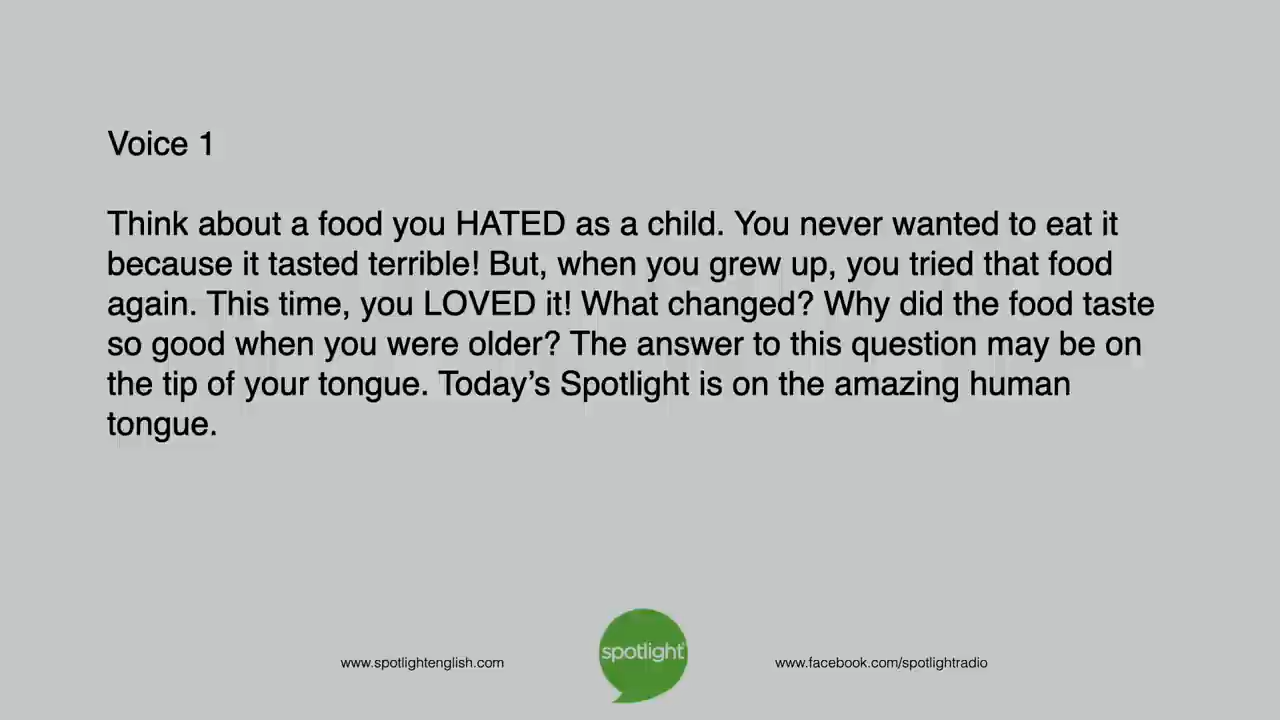 Voice 1
Think about a food you HATED as a child. You never wanted to eat it
because it tasted terrible! But, when you grew up, you tried that food
again. This time, you LOVED it! What changed? Why did the food taste
so good when you were older? The answer to this question may be on
the tip of your tongue. Today’s Spotlight is on the amazing human
tongue.
www.spotlightenglish.com
spotlight
www.facebook.com/spotlightradio